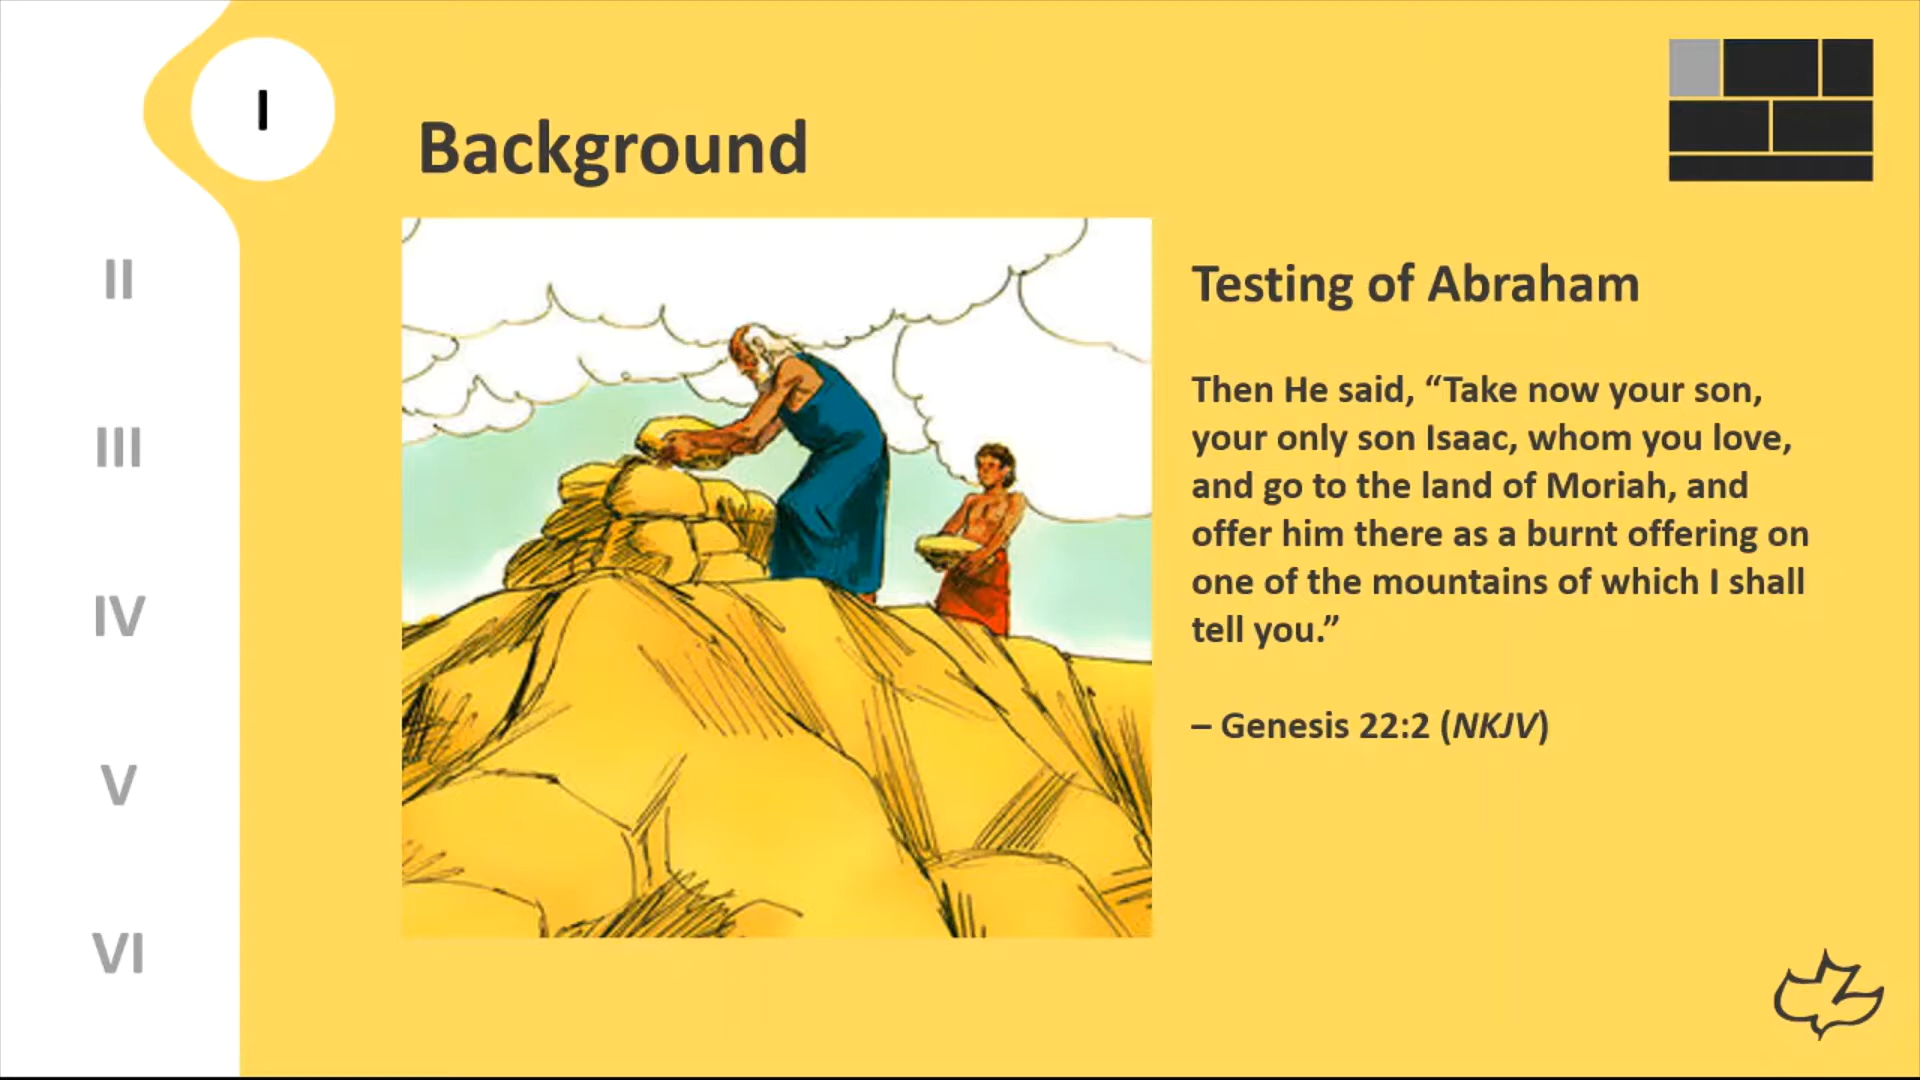 I
Background
II
III
IV
V
VI
Testing of Abraham
Then He said, “Take now your son,
your only son Isaac, whom you love,
and go to the land of Moriah, and
offer him there as a burnt offering on
one of the mountains of which I shall
tell you.”
– Genesis 22:2 (NKJV)